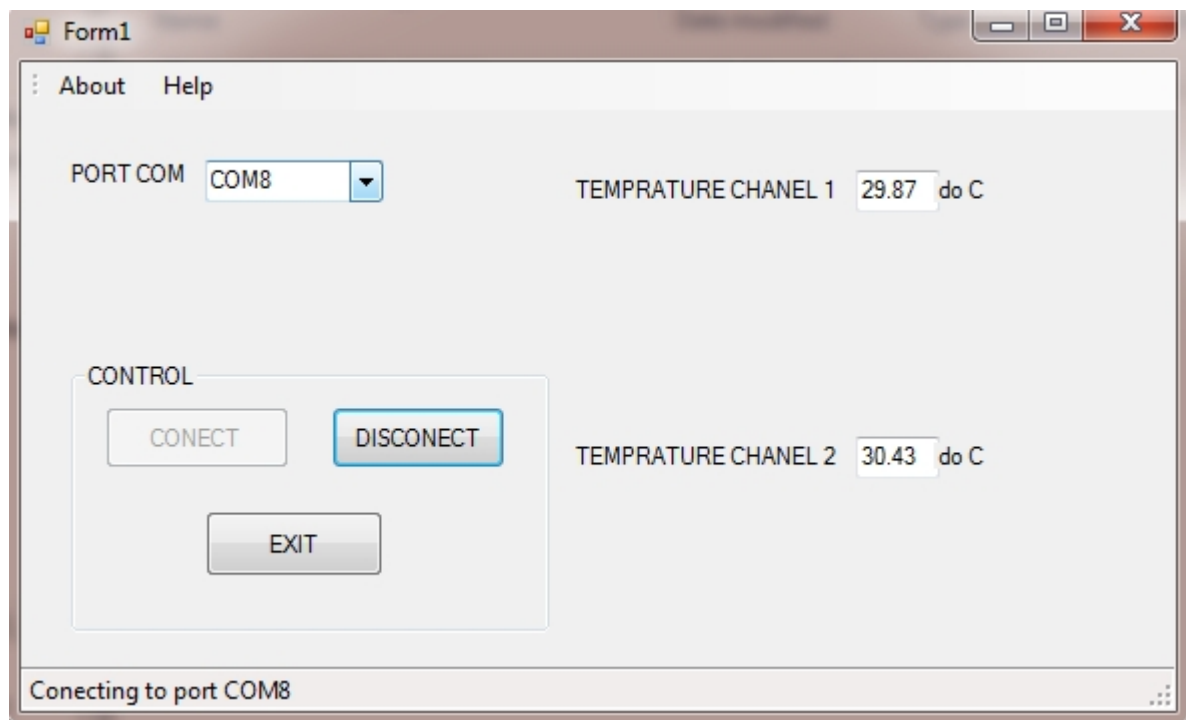 Form1
About Help
PORT COM COM8
TEMPRATURE CHANEL 1 29.87 do C
CONTROL
CONECT DISCONECT
TEMPRATURE CHANEL 2 30.43 do C
EXIT
Conecting to port COM8